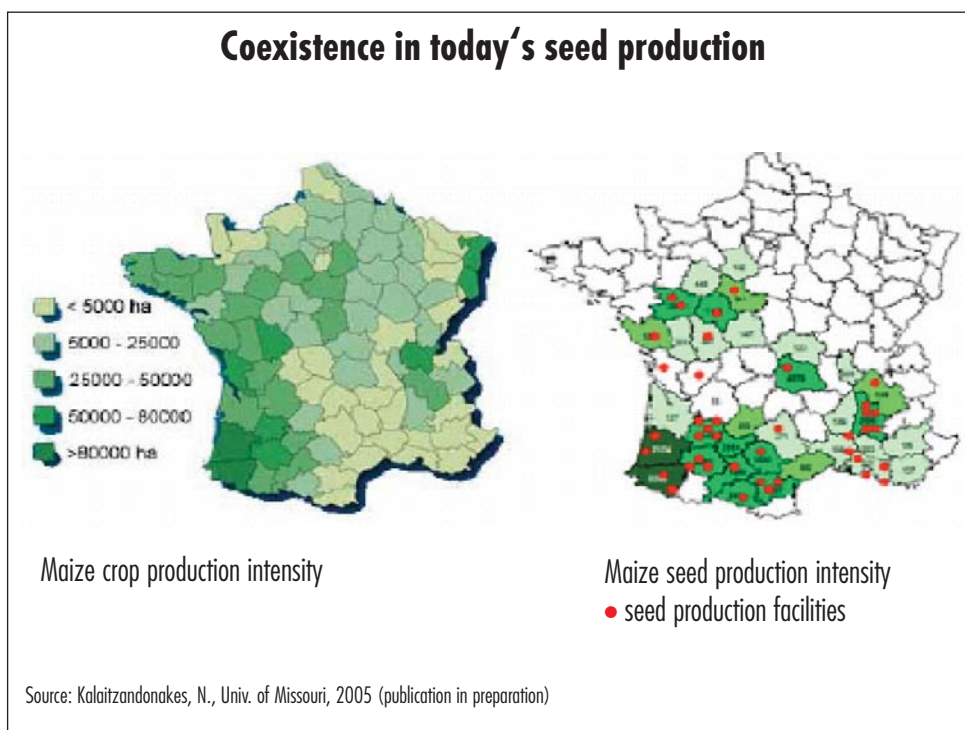 Coexistence in today‘s seed production
< 5000 ha
5000 - 25000
25000 - 50000
50000 - 80000
>80000 ha
Maize crop production intensity
Maize seed production intensity
seed production facilities
Source: Kalaitzandonakes, N., Univ. of Missouri, 2005 (publication in preparation)